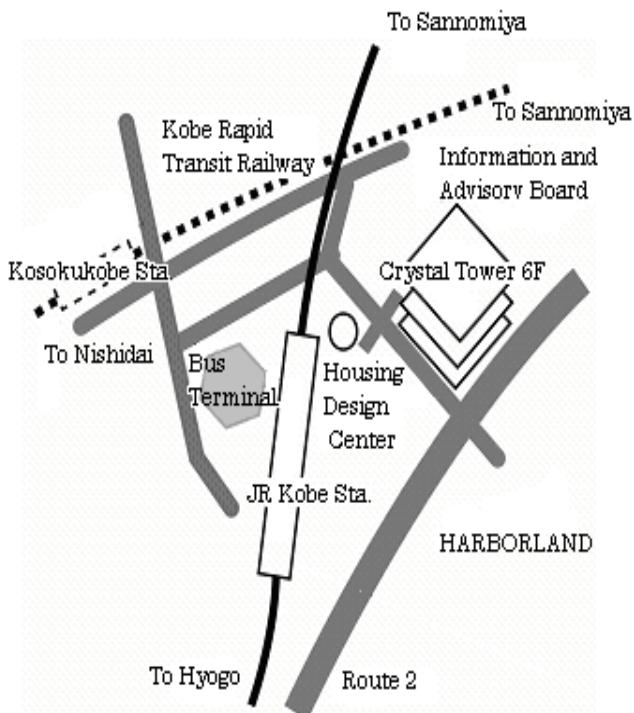 To Sannomiya
To Sannomiya
Kobe Rapid
Transit Railway
Information and
Advisory Board
Kosokukobe Sta.
Crystal Tower 6F
To Nishidai
Bus
Terminal
Housing
Design
Center
JR Kobe Sta.
HARBORLAND
To Hyogo
Route 2